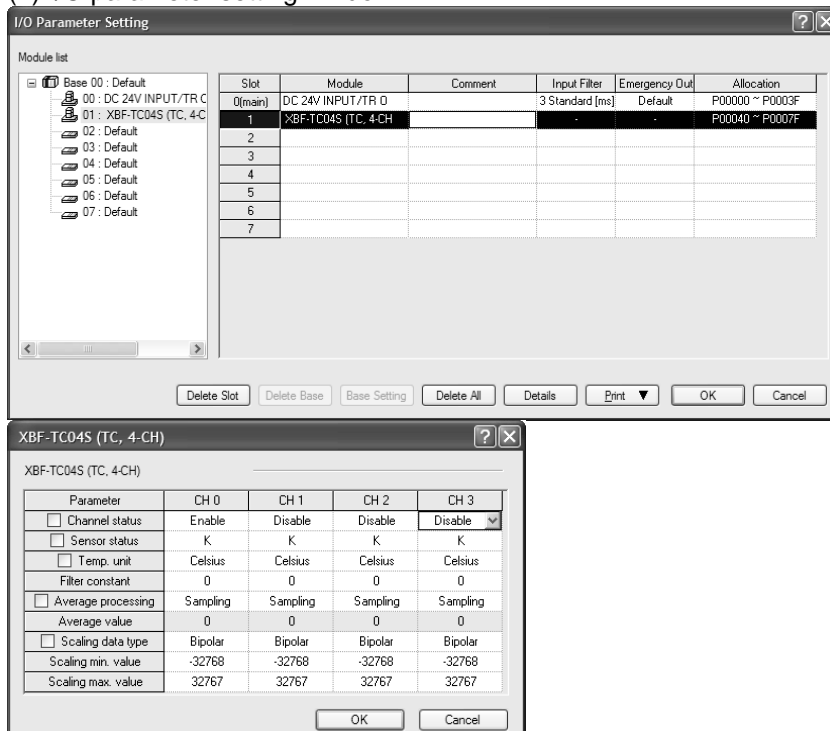 I/O Parameter Setting
Module list
Base 00 : Default
00 : DC 24V INPUT/TR C
01 : XBF-TC04S (TC, 4-C
02 : Default
03 : Default
04 : Default
05 : Default
06 : Default
07 : Default
Slot Module Comment Input Filter Emergency Out Allocation
0(main) DC 24V INPUT/TR O 3 Standard [ms] Default P00000 ~ P0003F
1 XBF-TC04S (TC, 4-CH - - P00040 ~ P0007F
2
3
4
5
6
7
Delete Slot Delete Base Base Setting Delete All Details Print ▼ OK Cancel
XBF-TC04S (TC, 4-CH)
XBF-TC04S (TC, 4-CH)
Parameter CH 0 CH 1 CH 2 CH 3
Channel status Enable Disable Disable Disable
Sensor status K K K K
Temp. unit Celsius Celsius Celsius Celsius
Filter constant 0 0 0 0
Average processing Sampling Sampling Sampling Sampling
Average value 0 0 0 0
Scaling data type Bipolar Bipolar Bipolar Bipolar
Scaling min. value -32768 -32768 -32768 -32768
Scaling max. value 32767 32767 32767 32767
OK Cancel